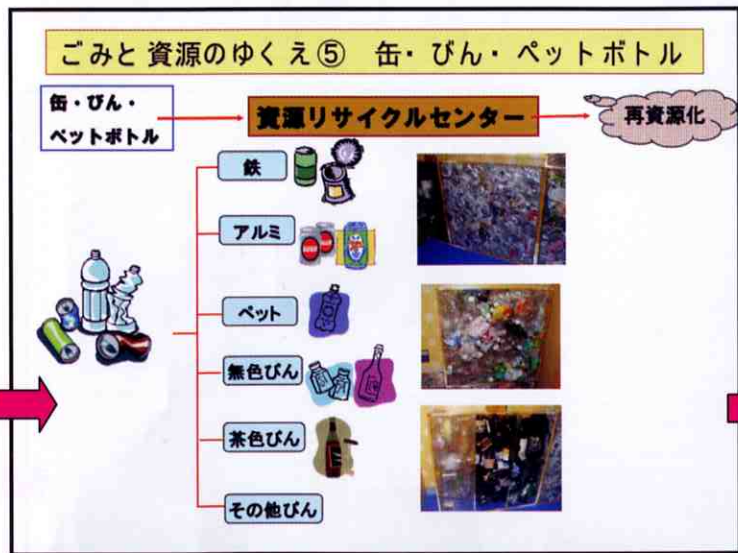 ごみと資源のゆくえ⑤　缶・びん・ペットボトル
缶・びん・
ペットボトル
資源リサイクルセンター
再資源化
鉄
アルミ
ペット
無色びん
茶色びん
その他びん